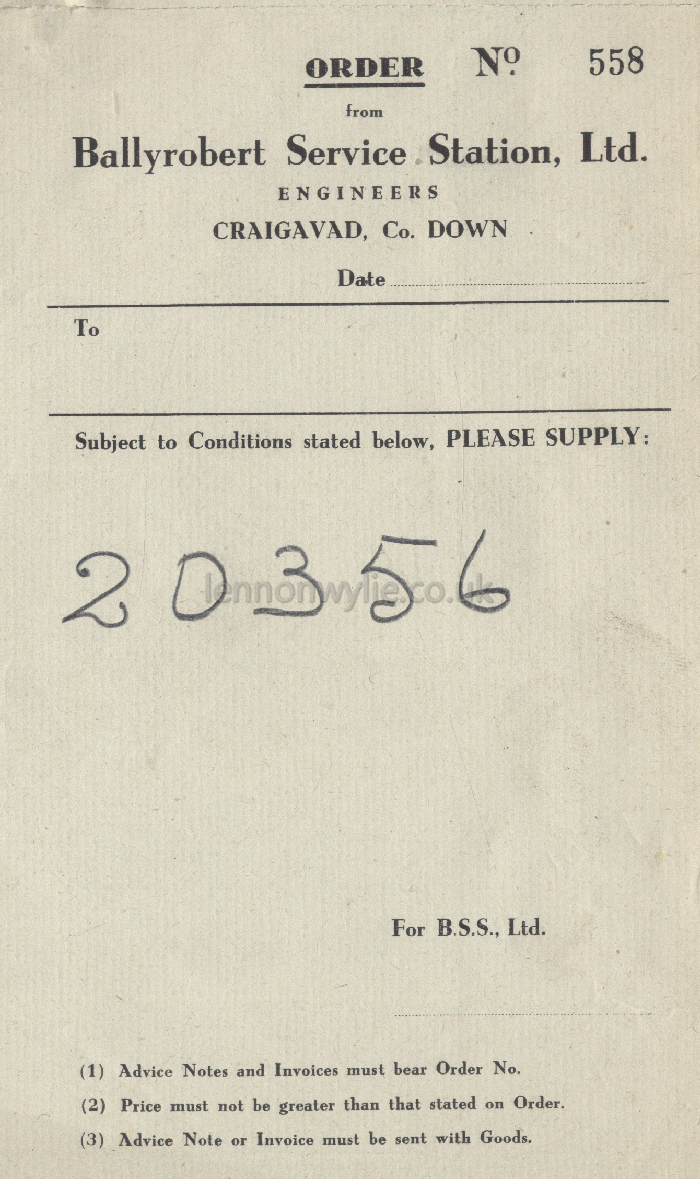 ORDER Nº. 558
from
Ballyrobert Service Station, Ltd.
ENGINEERS
CRAIGAVAD, Co. DOWN
Date
To
Subject to Conditions stated below, PLEASE SUPPLY:
20356
lennonwylie.co.uk
For B.S.S., Ltd.
(1) Advice Notes and Invoices must bear Order No.
(2) Price must not be greater than that stated on Order.
(3) Advice Note or Invoice must be sent with Goods.